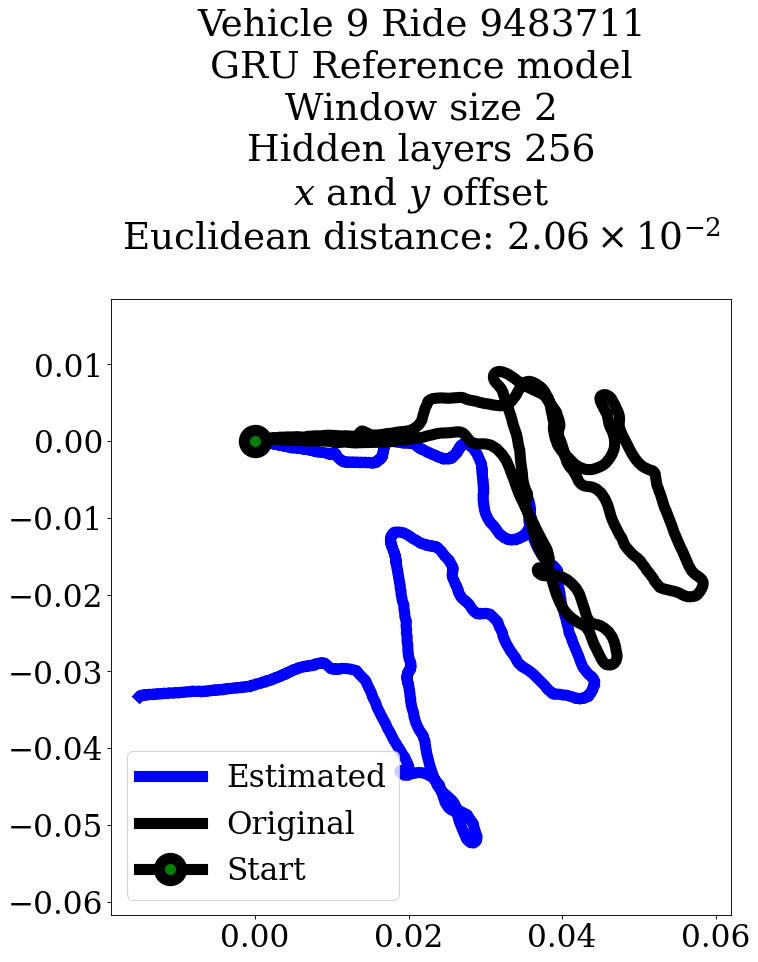 Vehicle 9 Ride 9483711
GRU Reference model
Window size 2
Hidden layers 256
x and y offset
Euclidean distance: 2.06 × 10⁻²
0.01
0.00
−0.01
−0.02
−0.03
−0.04
−0.05
−0.06
Estimated
Original
Start
0.00 0.02 0.04 0.06